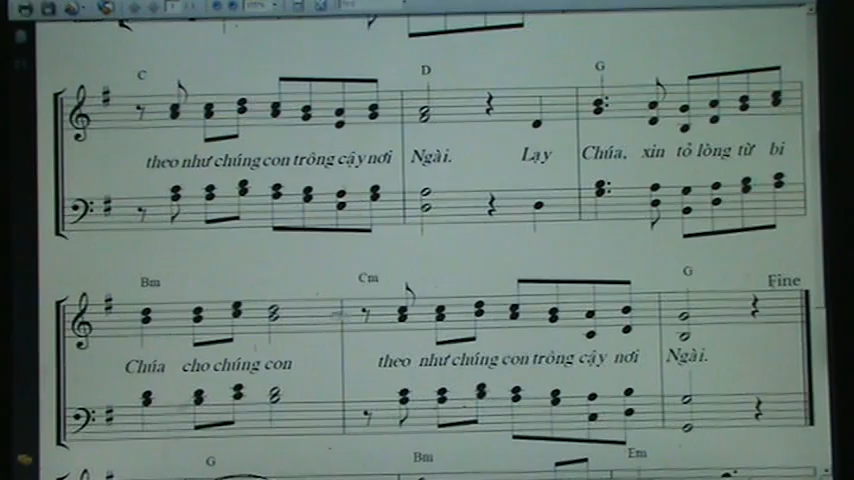 C D G
theo như chúng con trông cậy nơi Ngài. Lạy Chúa, xin tỏ lòng từ bi
Bm Cm G Fine
Chúa cho chúng con theo như chúng con trông cậy nơi Ngài.
G Bm Em